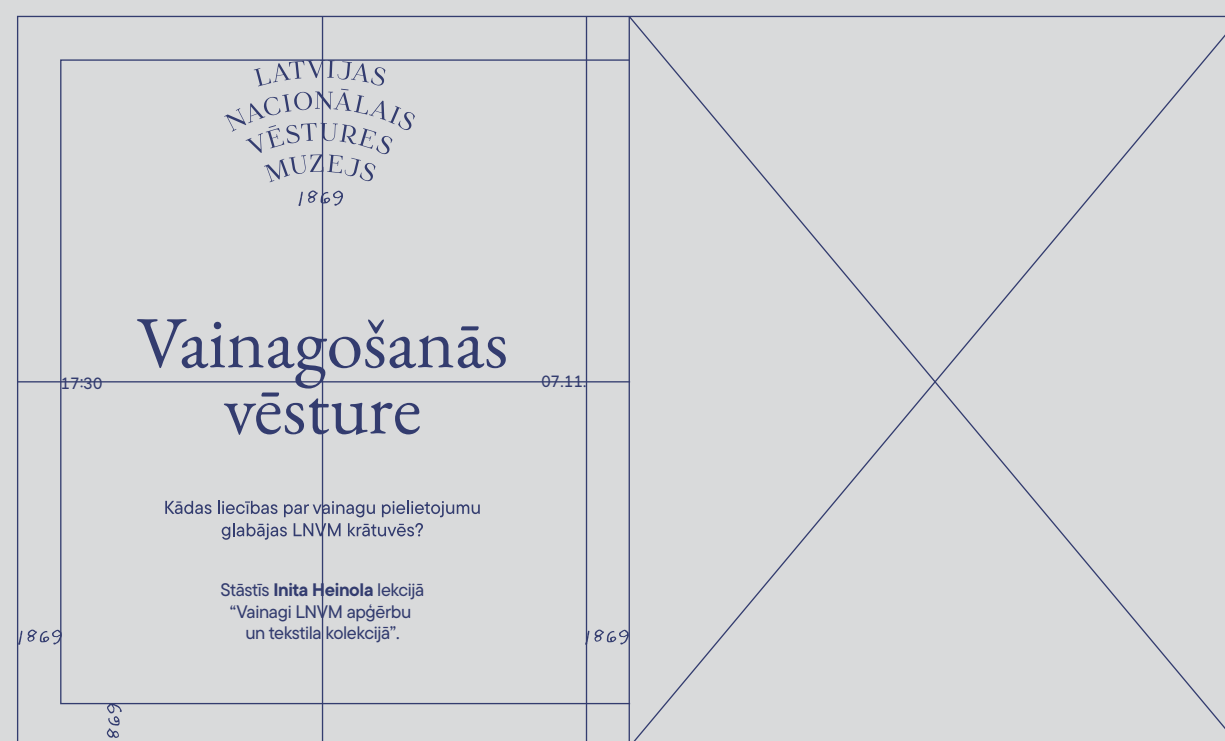 LATVIJAS
NACIONĀLAIS
VĒSTURES
MUZEJS
1869
Vainagošanās
17:30
07.11.
vēsture
Kādas liecības par vainagu pielietojumu
glabājas LNVM krātuvēs?
Stāstīs Inita Heinola lekcijā
“Vainagi LNVM apģērbu
un tekstila kolekcijā”.
1869
1869
869